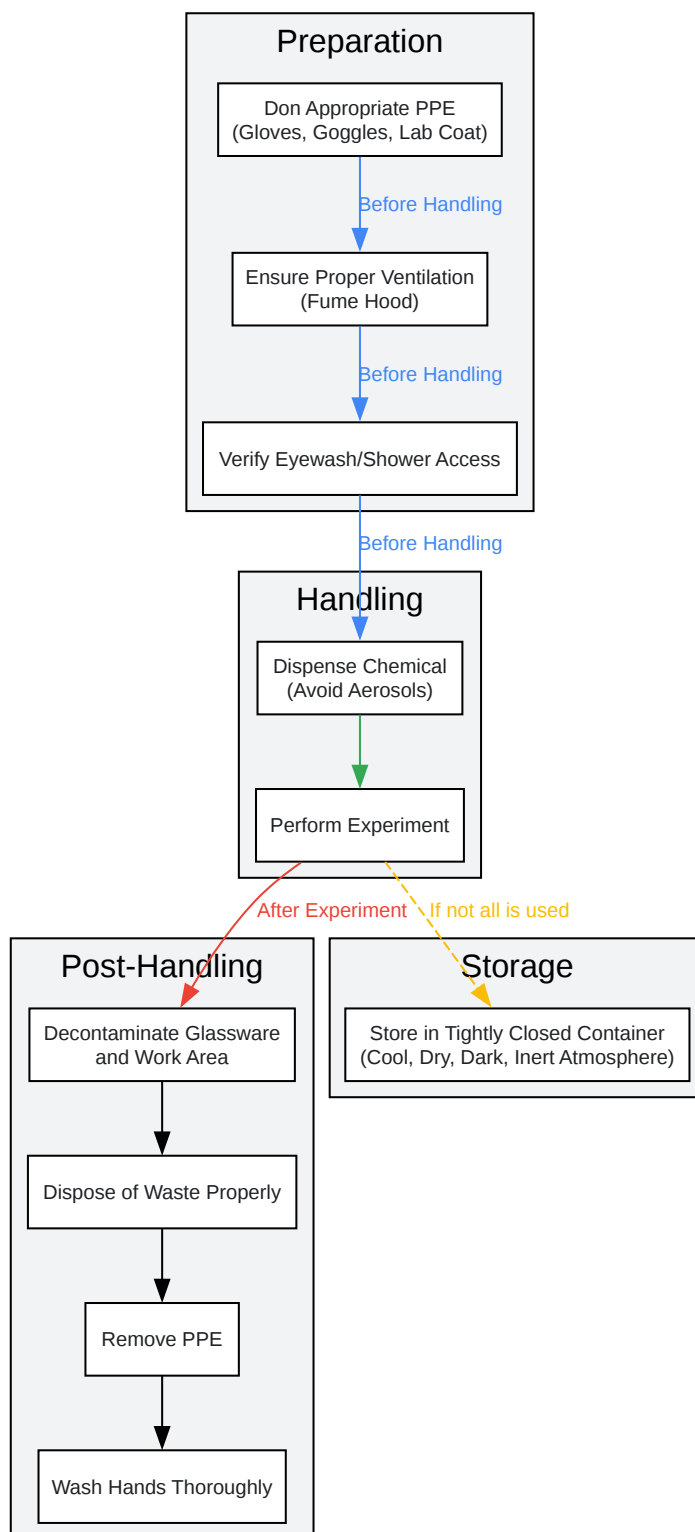 Preparation
Don Appropriate PPE
(Gloves, Goggles, Lab Coat)
Before Handling
Ensure Proper Ventilation
(Fume Hood)
Before Handling
Verify Eyewash/Shower Access
Before Handling
Handling
Dispense Chemical
(Avoid Aerosols)
Perform Experiment
After Experiment
If not all is used
Post-Handling
Decontaminate Glassware
and Work Area
Dispose of Waste Properly
Remove PPE
Wash Hands Thoroughly
Storage
Store in Tightly Closed Container
(Cool, Dry, Dark, Inert Atmosphere)